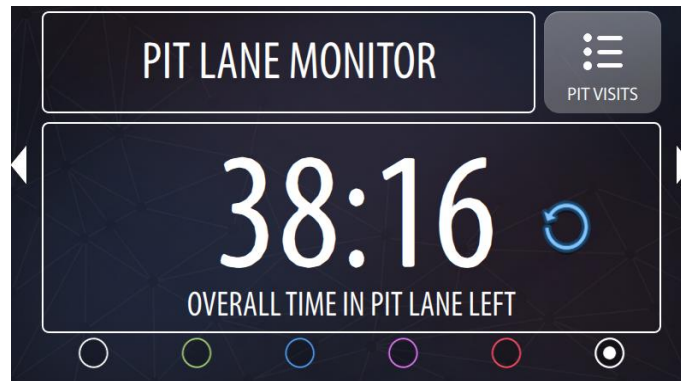 PIT LANE MONITOR
PIT VISITS
38:16
OVERALL TIME IN PIT LANE LEFT